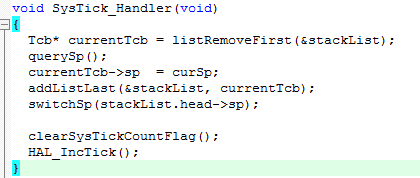 void SysTick_Handler(void)
{
Tcb* currentTcb = listRemoveFirst(&stackList);
querySp();
currentTcb->sp = curSp;
addListLast(&stackList, currentTcb);
switchSp(stackList.head->sp);
clearSysTickCountFlag();
HAL_IncTick();
}